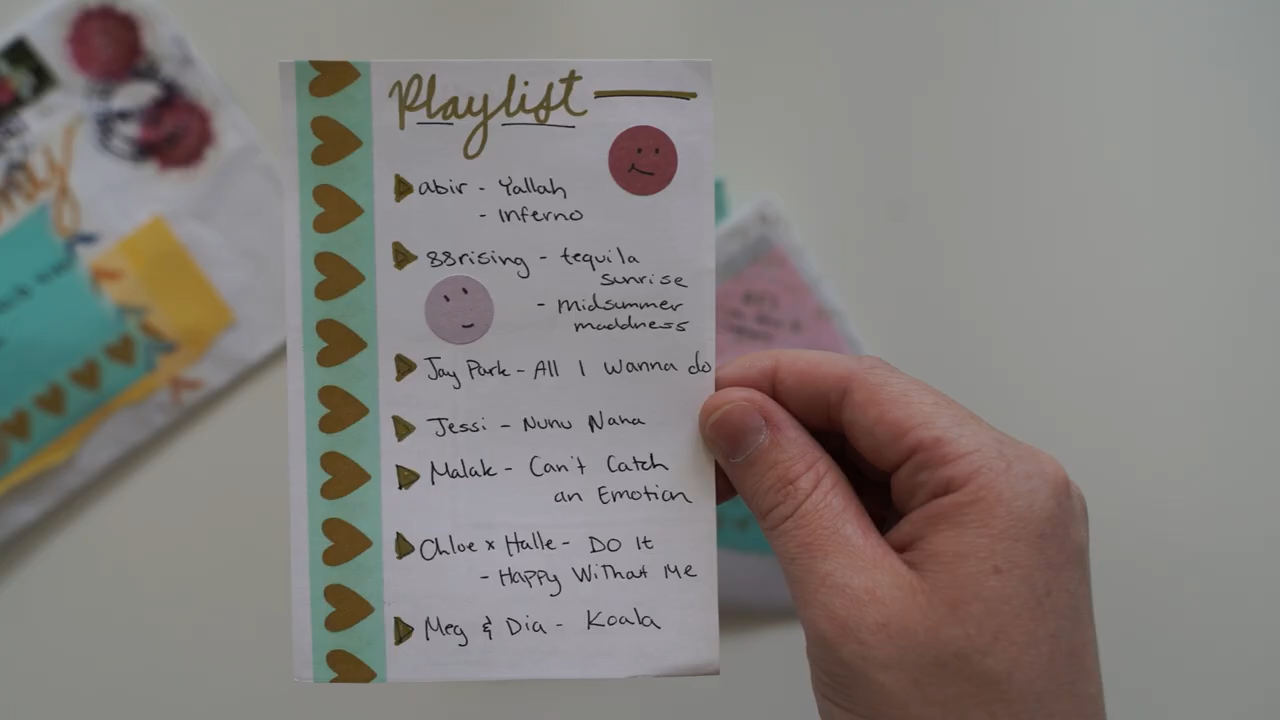 Playlist
abir - Yallah
- Inferno
88rising - tequila
sunrise
- midsummer
maddness
Jay Park - All I Wanna do
Jessi - Nunu Nana
Malak - Can't Catch
an Emotion
Chloe x Halle - DO It
- Happy Without Me
Meg & Dia - Koala